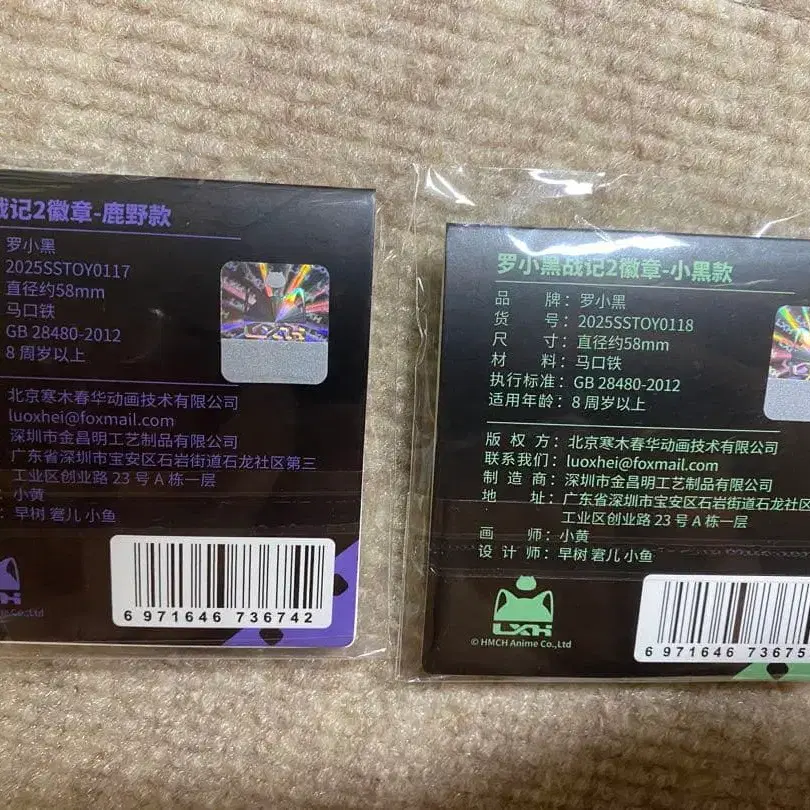 战记2徽章-鹿野款
罗小黑
2025SSTOY0117
直径约58mm
马口铁
GB 28480-2012
8 周岁以上
北京寒木春华动画技术有限公司
luoxhei@foxmail.com
深圳市金昌明工艺制品有限公司
广东省深圳市宝安区石岩街道石龙社区第三
工业区创业路 23 号 A 栋一层
: 小黄
: 早树 窘儿 小鱼
e Co.,Ltd
6 971646 736742
罗小黑战记2徽章-小黑款
品 牌: 罗小黑
货 号: 2025SSTOY0118
尺 寸: 直径约58mm
材 料: 马口铁
执行标准: GB 28480-2012
适用年龄: 8 周岁以上
版 权 方: 北京寒木春华动画技术有限公司
联系我们: luoxhei@foxmail.com
制 造 商: 深圳市金昌明工艺制品有限公司
地 址: 广东省深圳市宝安区石岩街道石龙社区
工业区创业路 23 号 A 栋一层
画 师: 小黄
设 计 师: 早树 窘儿 小鱼
LXH
© HMCH Anime Co.,Ltd
6 971646 73675